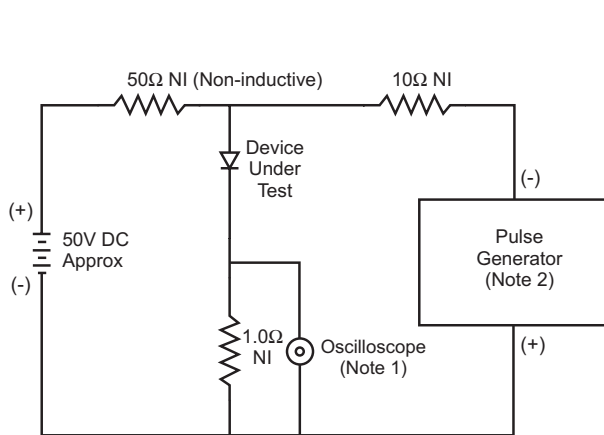 50Ω NI (Non-inductive)
10Ω NI
Device
Under
Test
(+)
50V DC
Approx
(-)
(-)
Pulse
Generator
(Note 2)
(+)
1.0Ω
NI
Oscilloscope
(Note 1)